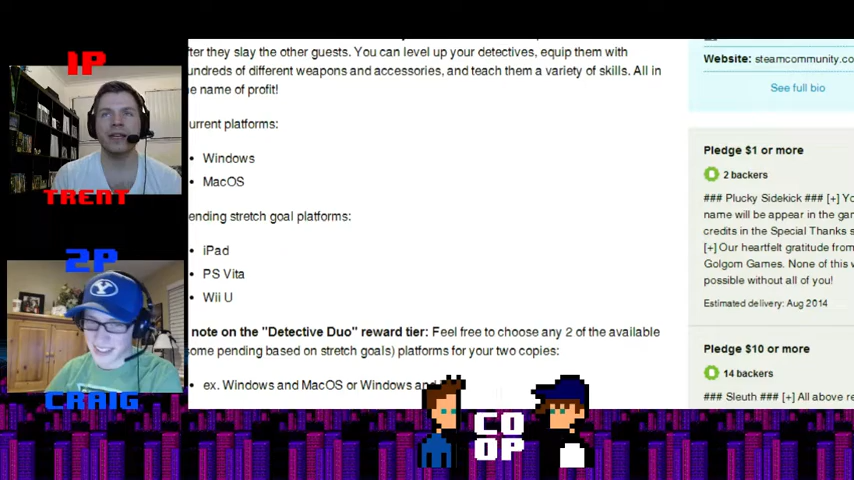 1P
TRENT
2P
CRAIG
fter they slay the other guests. You can level up your detectives, equip them with
undreds of different weapons and accessories, and teach them a variety of skills. All in
e name of profit!
urrent platforms:
Windows
MacOS
ending stretch goal platforms:
iPad
PS Vita
Wii U
note on the "Detective Duo" reward tier: Feel free to choose any 2 of the available
some pending based on stretch goals) platforms for your two copies:
ex. Windows and MacOS or Windows an
Website: steamcommunity.co
See full bio
Pledge $1 or more
2 backers
### Plucky Sidekick ### [+] Yo
name will be appear in the gam
credits in the Special Thanks s
[+] Our heartfelt gratitude from
Golgom Games. None of this w
possible without all of you!
Estimated delivery: Aug 2014
Pledge $10 or more
14 backers
### Sleuth ### [+] All above re
CO
OP